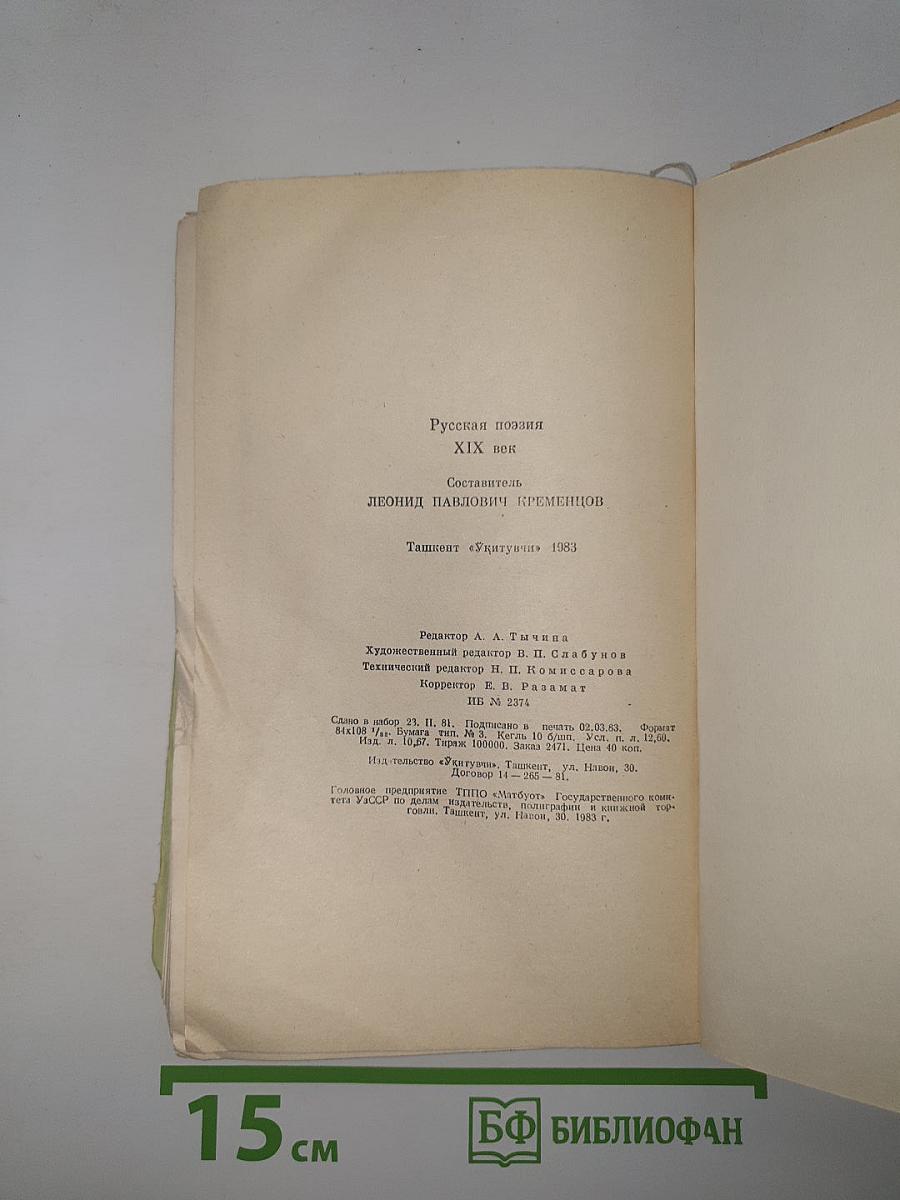 Русская поэзия
XIX век
Составитель
ЛЕОНИД ПАВЛОВИЧ КРЕМЕНЦОВ
Ташкент «Ўқитувчи» 1983
Редактор А. А. Тычина
Художественный редактор В. П. Слабунов
Технический редактор Н. П. Комиссарова
Корректор Е. В. Разамат
ИБ № 2374
Сдано в набор 23. II. 81. Подписано в печать 02.03.83. Формат
84х108 ¹/₃₂. Бумага тип. № 3. Кегль 10 б/шп. Усл. п. л. 12,60.
Изд. л. 10,67. Тираж 100000. Заказ 2471. Цена 40 коп.
Издательство «Ўқитувчи». Ташкент, ул. Навои, 30.
Договор 14—265—81.
Головное предприятие ТППО «Матбуот» Государственного коми-
тета УзССР по делам издательств, полиграфии и книжной тор-
говли. Ташкент, ул. Навои, 30. 1983 г.
15 см
БФ БИБЛИОФАН